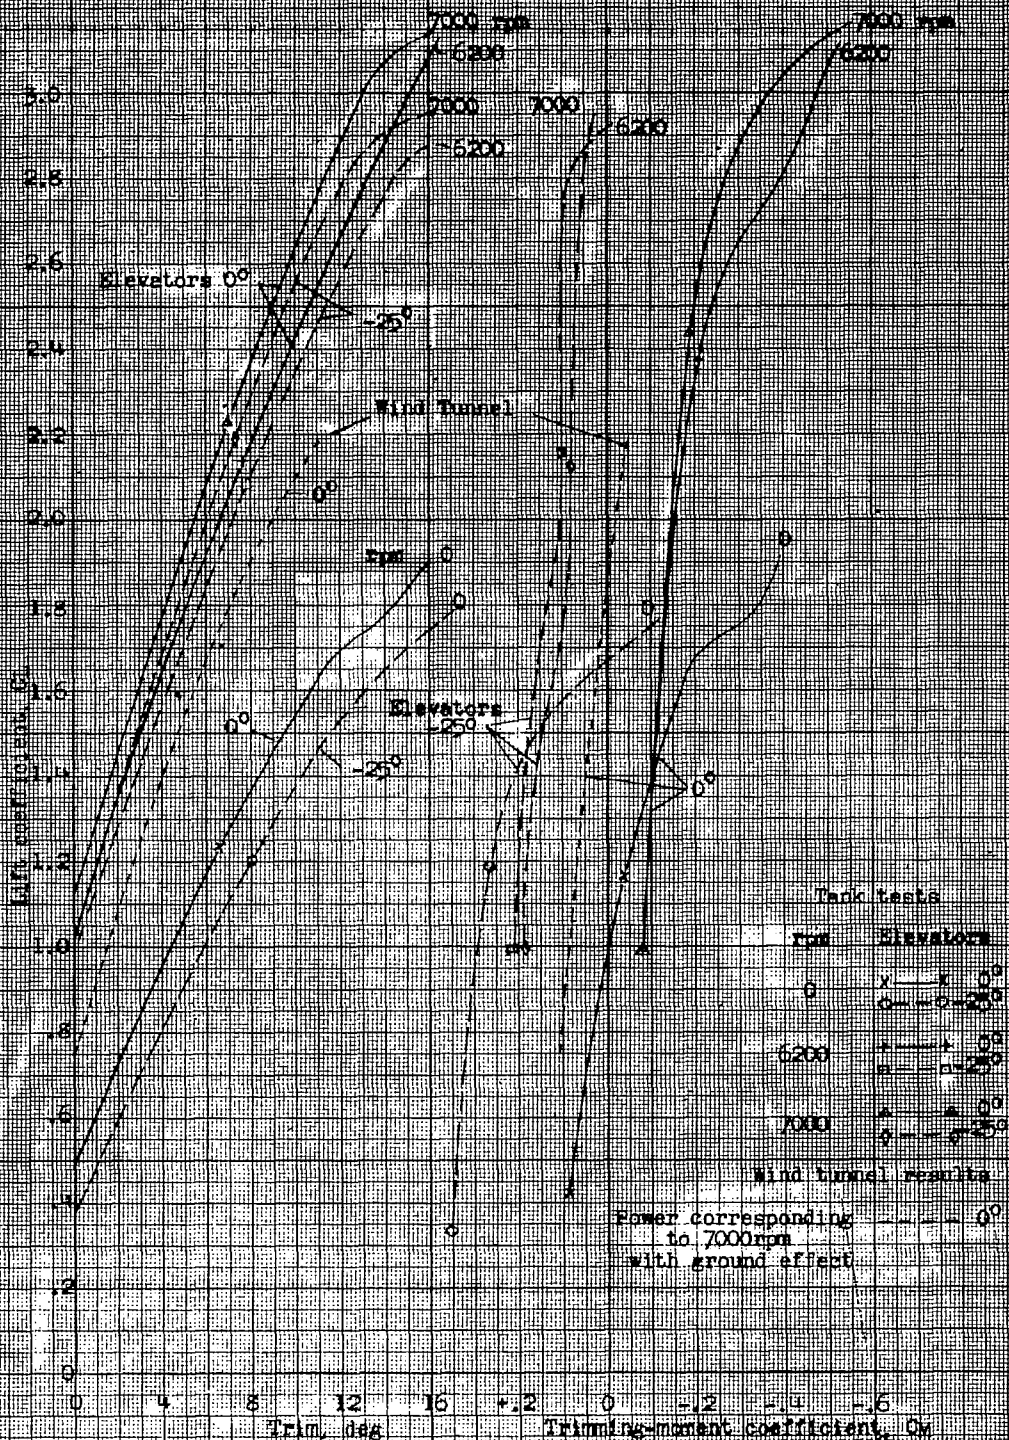 7000 rpm
6200
7000 rpm
6200
3.0
7000
7000
6200
6200
2.8
2.6
Elevators 0°
-25°
2.4
Wind Tunnel
2.2
0°
2.0
rpm 0
0
1.8
0
0
1.6
Elevators
-25°
0°
-25°
0°
1.4
Lift coefficient, C
1.2
1.0
.8
.6
.4
.2
0
Tank tests
rpm Elevators
0 x x 0°
-25°
6200 + + 0°
-25°
7000 0°
-25°
Wind tunnel results
Power corresponding 0°
to 7000rpm
with ground effect
0 4 8 12 16 +.2 0 -.2 -.4 -.6
Trim, deg Trimming-moment coefficient, CM